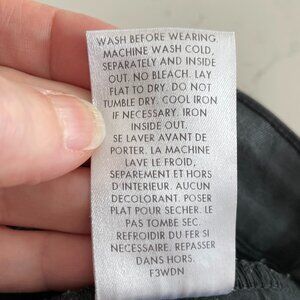 WASH BEFORE WEARING.
MACHINE WASH COLD,
SEPARATELY AND INSIDE
OUT. NO BLEACH. LAY
FLAT TO DRY. DO NOT
TUMBLE DRY. COOL IRON
IF NECESSARY. IRON
INSIDE OUT.
SE LAVER AVANT DE
PORTER. LA MACHINE
LAVE LE FROID,
SEPAREMENT ET HORS
D'INTERIEUR. AUCUN
DECOLORANT. POSER
PLAT POUR SECHER. LE
PAS TOMBE SEC.
REFROIDIR DU FER SI
NECESSAIRE. REPASSER
DANS HORS.
F3WDN